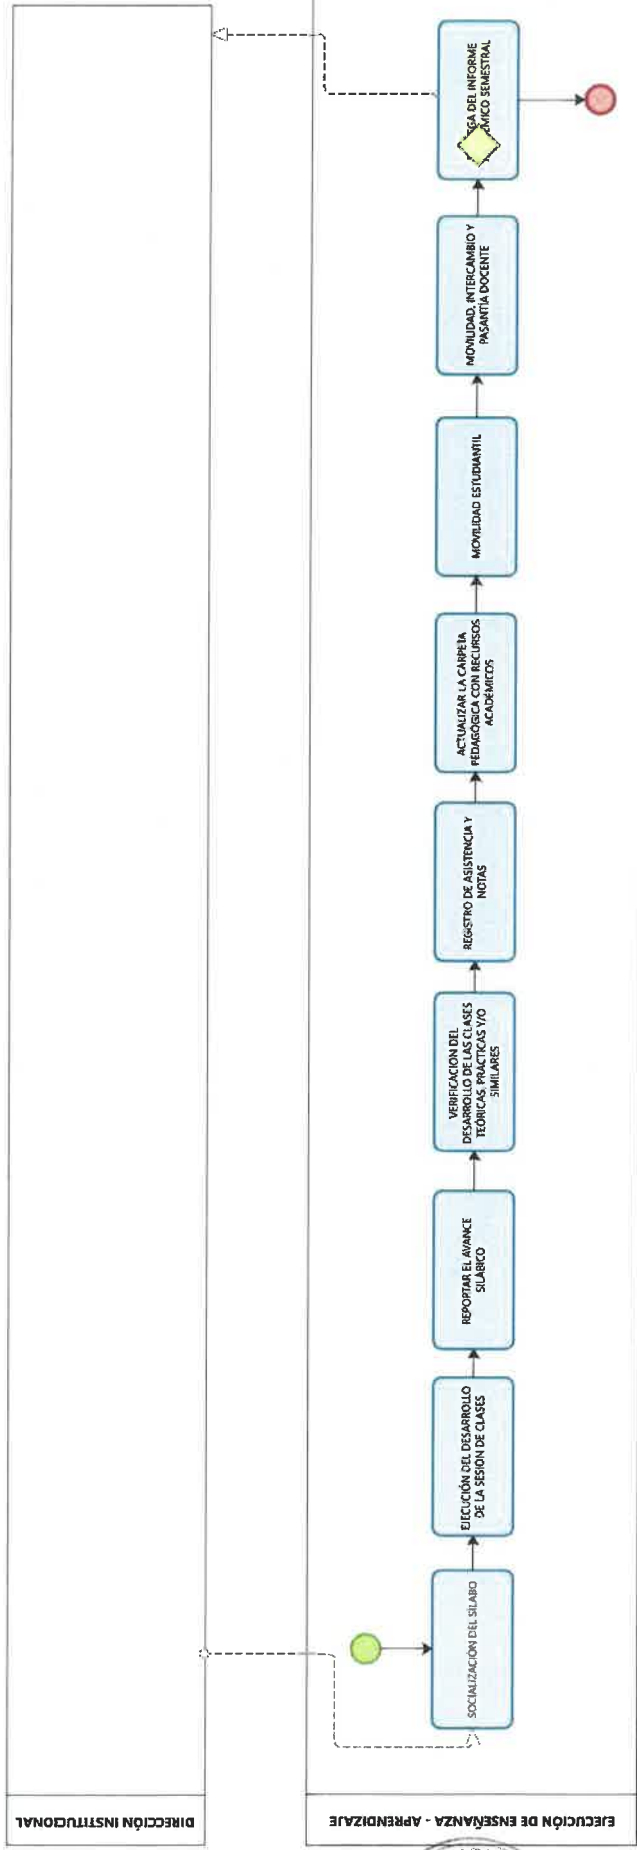 DIRECCIÓN INSTITUCIONAL
EJECUCIÓN DE ENSEÑANZA - APRENDIZAJE
SOCIALIZACIÓN DEL SÍLABO
EJECUCIÓN DEL DESARROLLO
DE LA SESION DE CLASES
REPORTAR EL AVANCE
SILÁBICO
VERIFICACION DEL
DESARROLLO DE LAS CLASES
TEÓRICAS, PRACTICAS Y/O
SIMILARES
REGISTRO DE ASISTENCIA Y
NOTAS
ACTUALIZAR LA CARPETA
PEDAGÓGICA CON RECURSOS
ACADÉMICOS
MOVILIDAD ESTUDIANTIL
MOVILIDAD, INTERCAMBIO Y
PASANTÍA DOCENTE
DEL INFORME
SEMESTRAL